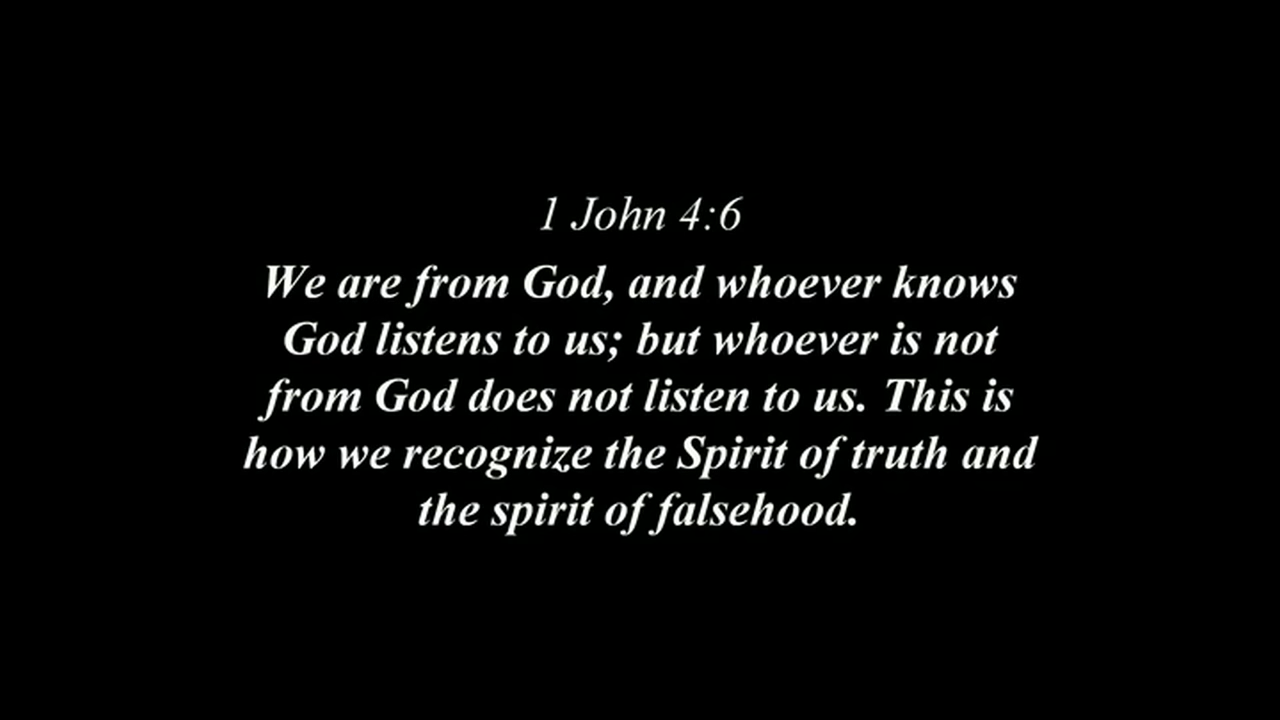 1 John 4:6
We are from God, and whoever knows
God listens to us; but whoever is not
from God does not listen to us. This is
how we recognize the Spirit of truth and
the spirit of falsehood.